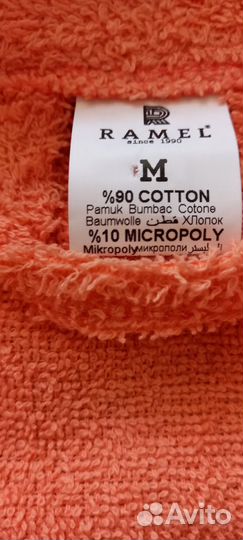 RAMEL
since 1990
M
%90 COTTON
Pamuk Bumbac Cotone
Baumwolle قطن ХЛопок
%10 MICROPOLY
Mikropoly микрополи
Avito